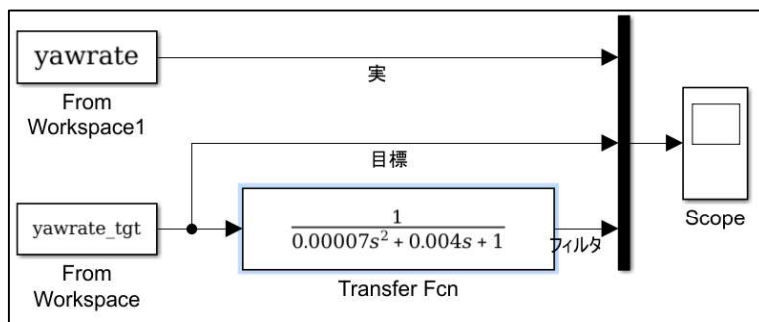 yawrate
From
Workspace1
実
目標
yawrate_tgt
From
Workspace
1
0.00007s² + 0.004s + 1
Transfer Fcn
フィルタ
Scope